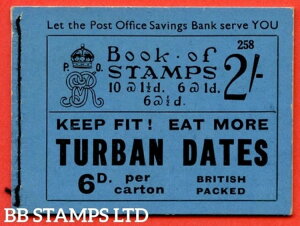 Let the Post Office Savings Bank serve YOU
258
P. O.
Book of
STAMPS
10 @ 1½d. 6 @ 1d.
6 @ ½d.
2/-
KEEP FIT! EAT MORE
TURBAN DATES
6D. per
carton
BRITISH
PACKED
BB STAMPS LTD